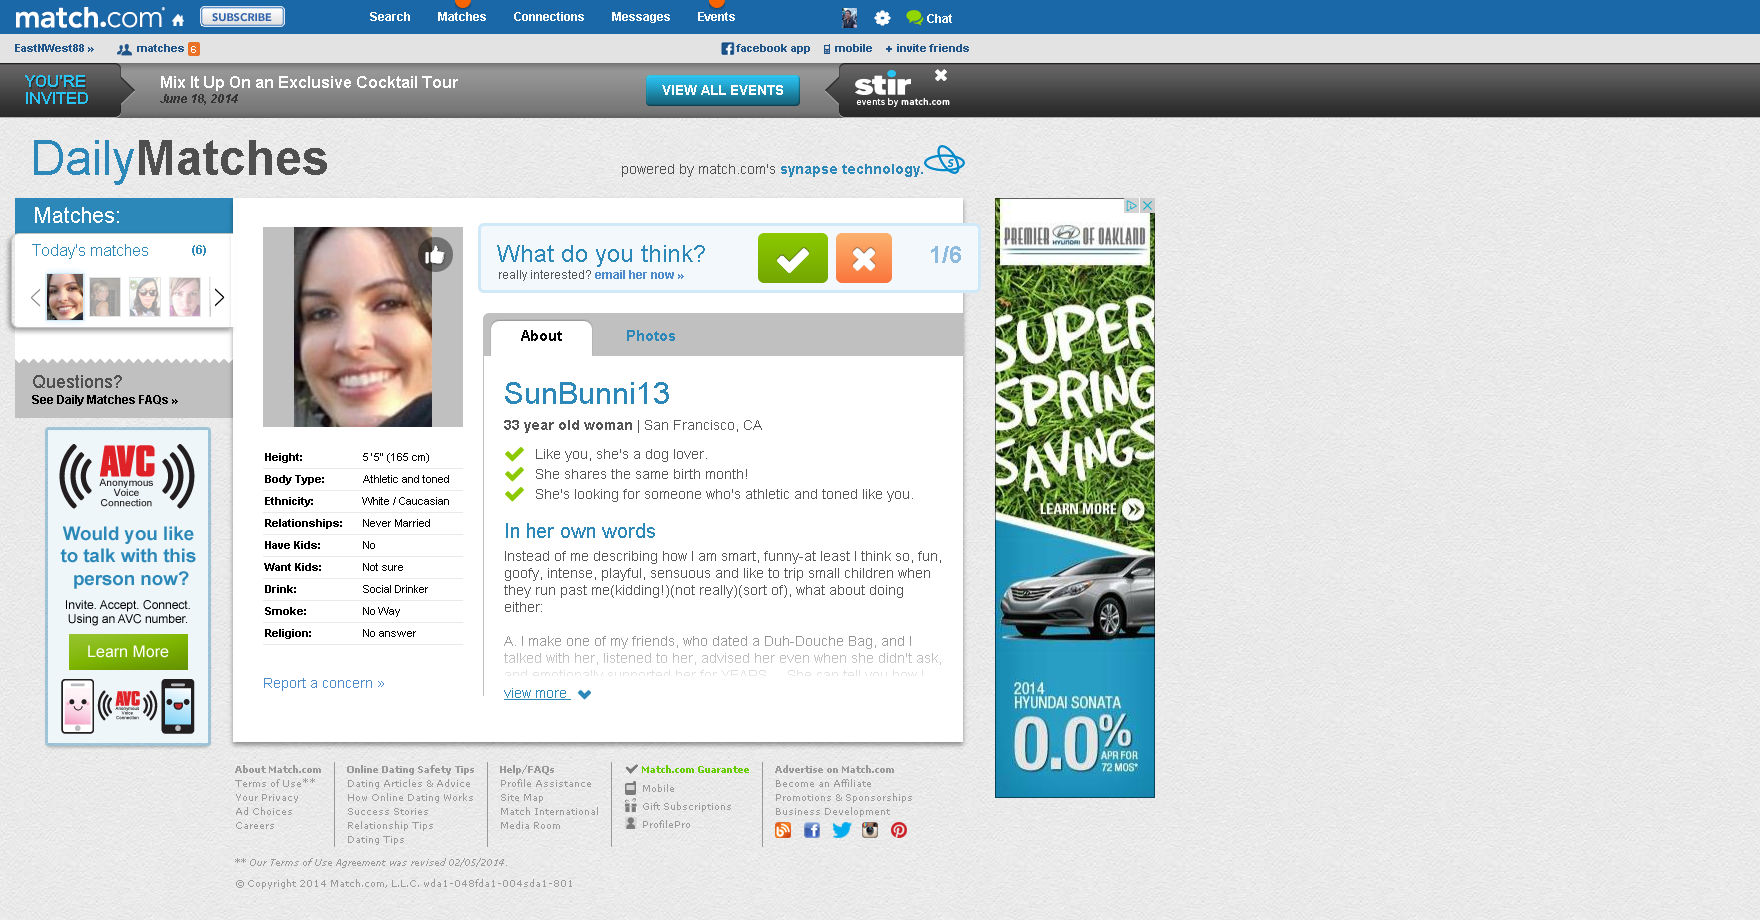 match.com
SUBSCRIBE
Search
Matches
Connections
Messages
Events
Chat
EastNWest88 »
matches 6
facebook app
mobile
+ invite friends
YOU'RE
INVITED
Mix It Up On an Exclusive Cocktail Tour
June 18, 2014
VIEW ALL EVENTS
stir
events by match.com
DailyMatches
powered by match.com's synapse technology.
S
Matches:
Today's matches (6)
Questions?
See Daily Matches FAQs »
AVC
Anonymous
Voice
Connection
Would you like
to talk with this
person now?
Invite. Accept. Connect.
Using an AVC number.
Learn More
AVC
Anonymous
Voice
Connection
Height: 5'5" (165 cm)
Body Type: Athletic and toned
Ethnicity: White / Caucasian
Relationships: Never Married
Have Kids: No
Want Kids: Not sure
Drink: Social Drinker
Smoke: No Way
Religion: No answer
Report a concern »
What do you think?
really interested? email her now »
1/6
About
Photos
SunBunni13
33 year old woman | San Francisco, CA
Like you, she's a dog lover.
She shares the same birth month!
She's looking for someone who's athletic and toned like you.
In her own words
Instead of me describing how I am smart, funny-at least I think so, fun,
goofy, intense, playful, sensuous and like to trip small children when
they run past me(kidding!)(not really)(sort of), what about doing
either:
A. I make one of my friends, who dated a Duh-Douche Bag, and I
talked with her, listened to her, advised her even when she didn't ask,
and emotionally supported her for YEARS... She can tell you how I
view more
PREMIER HYUNDAI OF OAKLAND
SUPER
SPRING
SAVINGS
LEARN MORE
2014
HYUNDAI SONATA
0.0%
APR FOR
72 MOS*
About Match.com
Terms of Use**
Your Privacy
Ad Choices
Careers
Online Dating Safety Tips
Dating Articles & Advice
How Online Dating Works
Success Stories
Relationship Tips
Dating Tips
Help/FAQs
Profile Assistance
Site Map
Match International
Media Room
Match.com Guarantee
Mobile
Gift Subscriptions
ProfilePro
Advertise on Match.com
Become an Affiliate
Promotions & Sponsorships
Business Development
** Our Terms of Use Agreement was revised 02/05/2014.
© Copyright 2014 Match.com, L.L.C. wda1-048fda1-004sda1-801